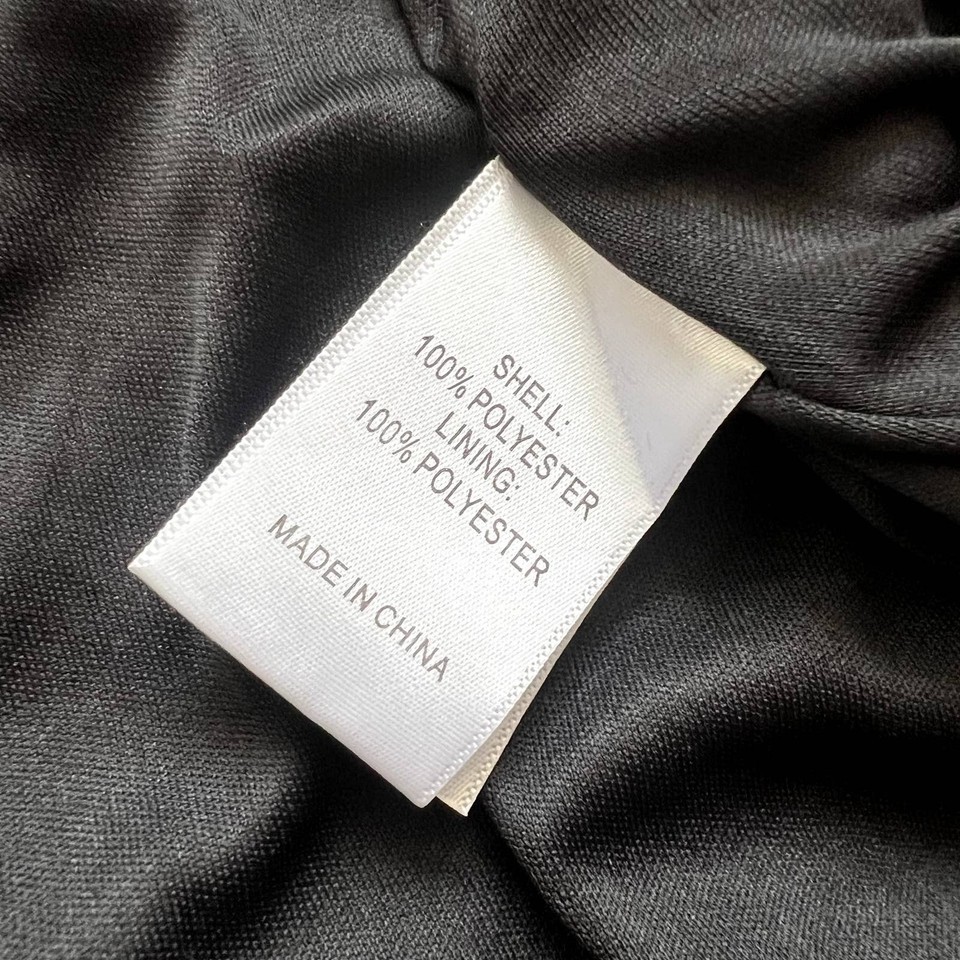 SHELL:
100% POLYESTER
LINING:
100% POLYESTER
MADE IN CHINA